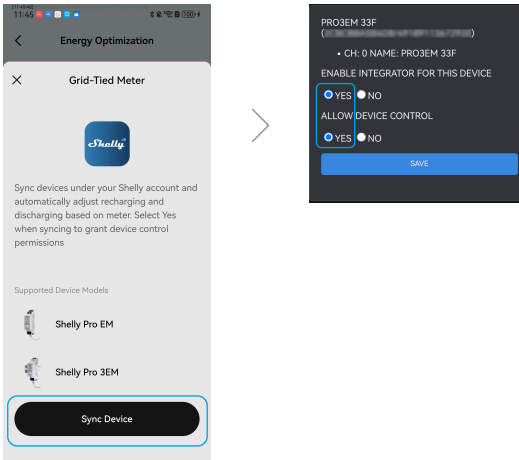 11:45
Energy Optimization
Grid-Tied Meter
Shelly
Sync devices under your Shelly account and
automatically adjust recharging and
discharging based on meter. Select Yes
when syncing to grant device control
permissions
Supported Device Models
Shelly Pro EM
Shelly Pro 3EM
Sync Device
PRO3EM 33F
• CH: 0 NAME: PRO3EM 33F
ENABLE INTEGRATOR FOR THIS DEVICE
YES NO
ALLOW DEVICE CONTROL
YES NO
SAVE